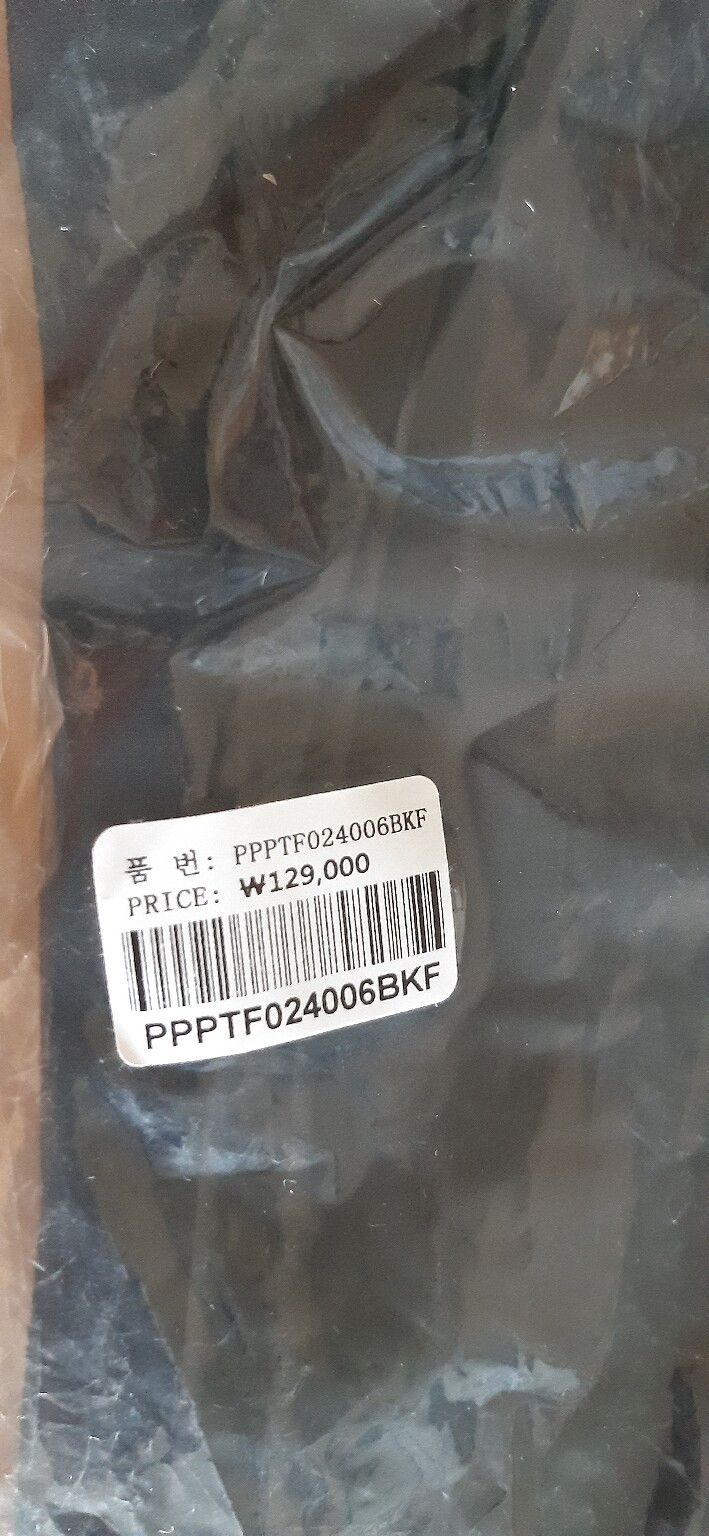 품 번: PPPTF024006BKF
PRICE: ₩129,000
PPPTF024006BKF